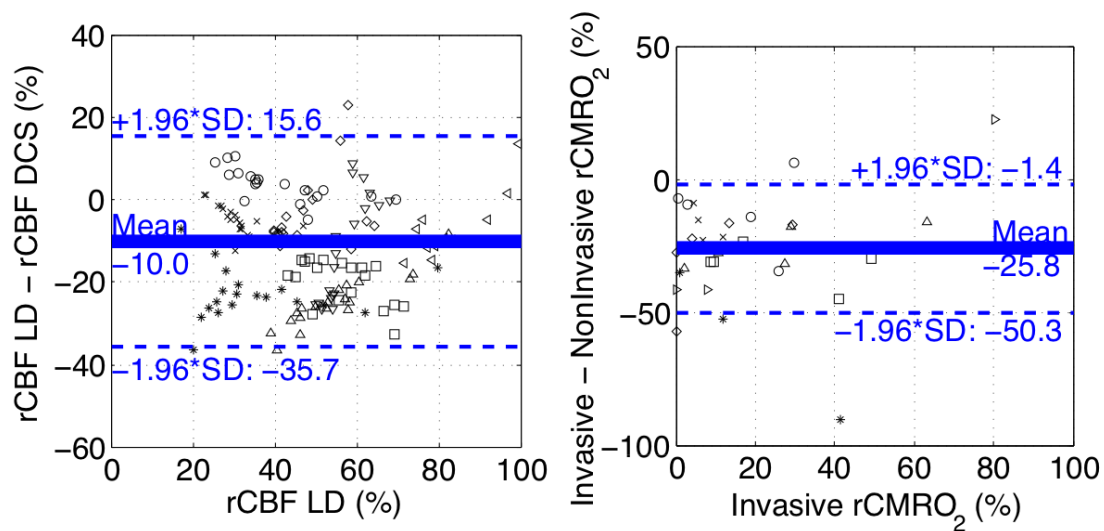 rCBF LD − rCBF DCS (%)
40
20
0
−20
−40
−60
+1.96*SD: 15.6
Mean
−10.0
−1.96*SD: −35.7
0 20 40 60 80 100
rCBF LD (%)
Invasive − NonInvasive rCMRO₂ (%)
50
0
−50
−100
+1.96*SD: −1.4
Mean
−25.8
−1.96*SD: −50.3
0 20 40 60 80 100
Invasive rCMRO₂ (%)